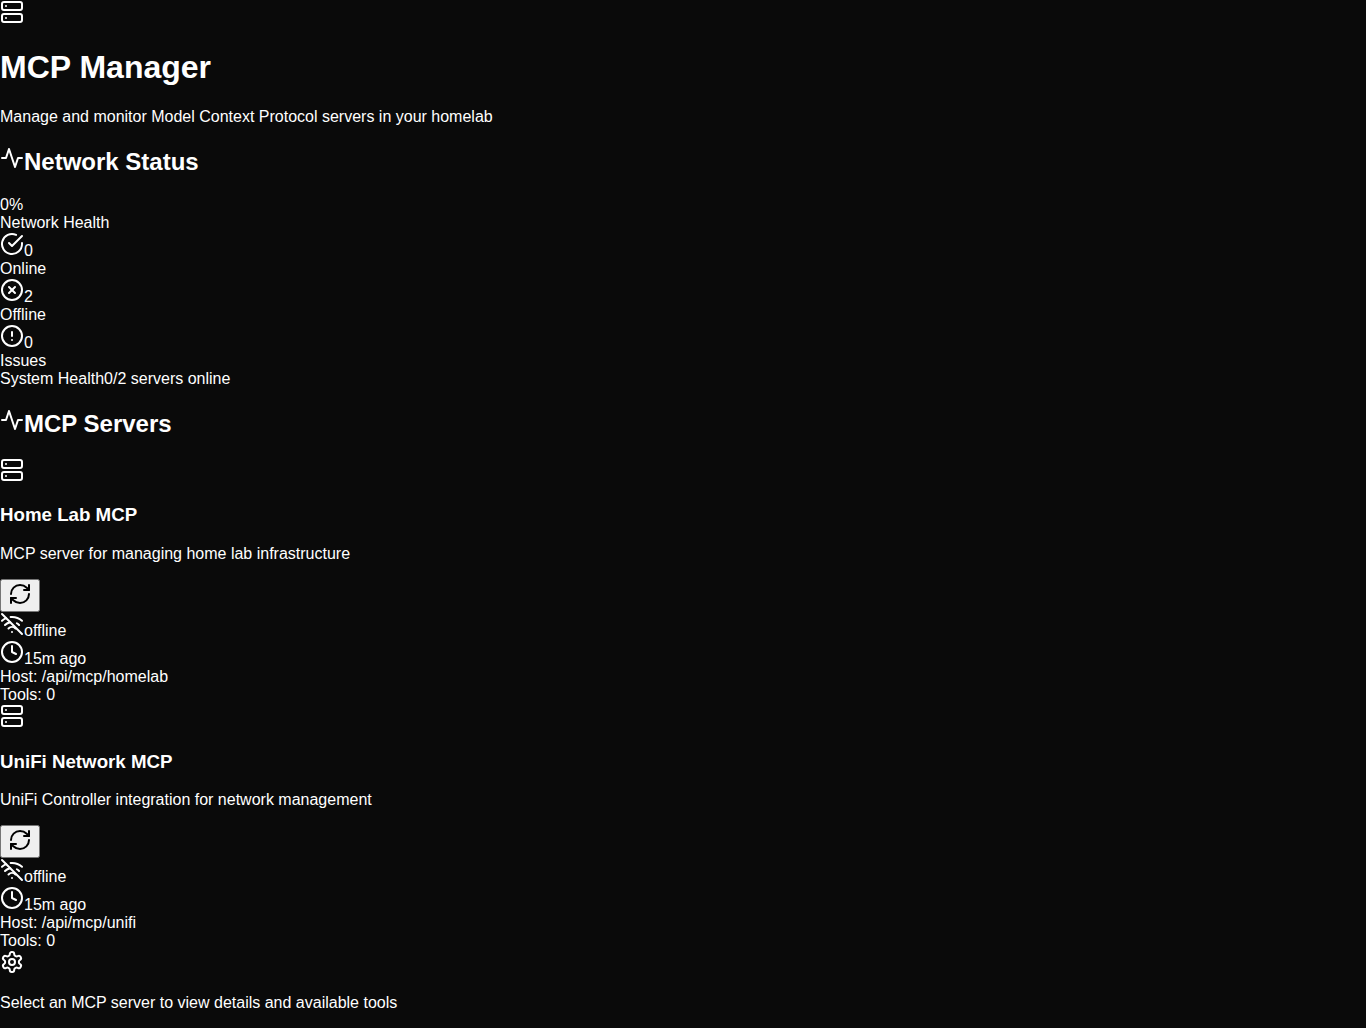 MCP Manager
Manage and monitor Model Context Protocol servers in your homelab
Network Status
0%
Network Health
0
Online
2
Offline
0
Issues
System Health0/2 servers online
MCP Servers
Home Lab MCP
MCP server for managing home lab infrastructure
offline
15m ago
Host: /api/mcp/homelab
Tools: 0
UniFi Network MCP
UniFi Controller integration for network management
offline
15m ago
Host: /api/mcp/unifi
Tools: 0
Select an MCP server to view details and available tools